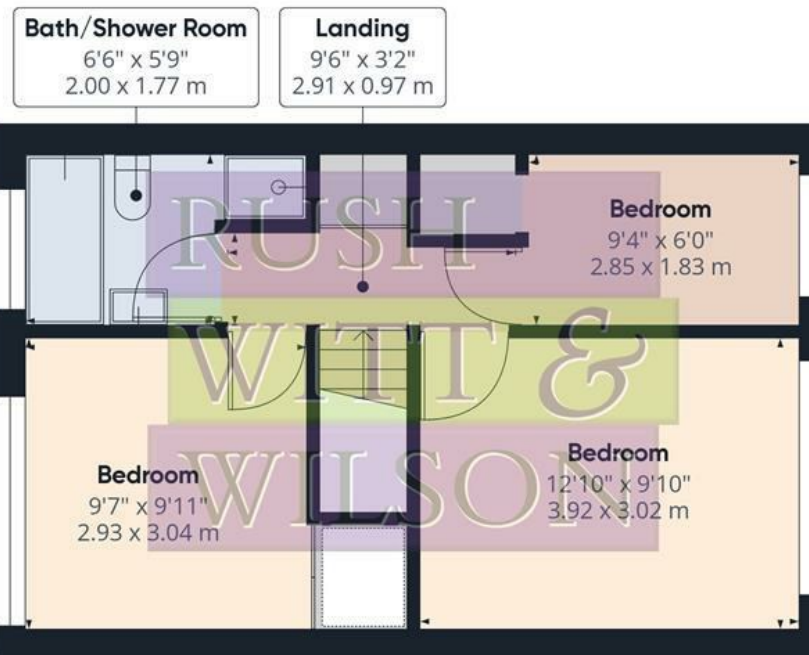 Bath/Shower Room
6'6" x 5'9"
2.00 x 1.77 m
Landing
9'6" x 3'2"
2.91 x 0.97 m
Bedroom
9'4" x 6'0"
2.85 x 1.83 m
RUSH
WITT &
WILSON
Bedroom
9'7" x 9'11"
2.93 x 3.04 m
Bedroom
12'10" x 9'10"
3.92 x 3.02 m